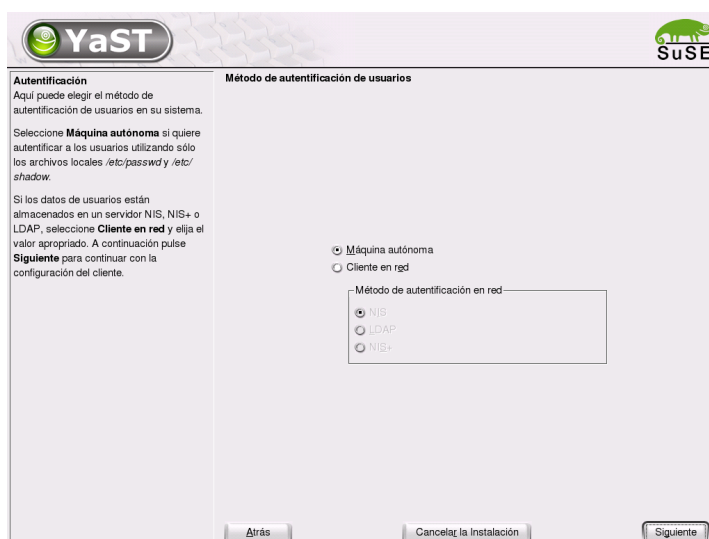 YaST
SuSE
Autentificación
Aquí puede elegir el método de
autentificación de usuarios en su sistema.
Seleccione Máquina autónoma si quiere
autentificar a los usuarios utilizando sólo
los archivos locales /etc/passwd y /etc/
shadow.
Si los datos de usuarios están
almacenados en un servidor NIS, NIS+ o
LDAP, seleccione Cliente en red y elija el
valor apropriado. A continuación pulse
Siguiente para continuar con la
configuración del cliente.
Método de autentificación de usuarios
Máquina autónoma
Cliente en red
Método de autentificación en red
NIS
LDAP
NIS+
Atrás
Cancelar la Instalación
Siguiente